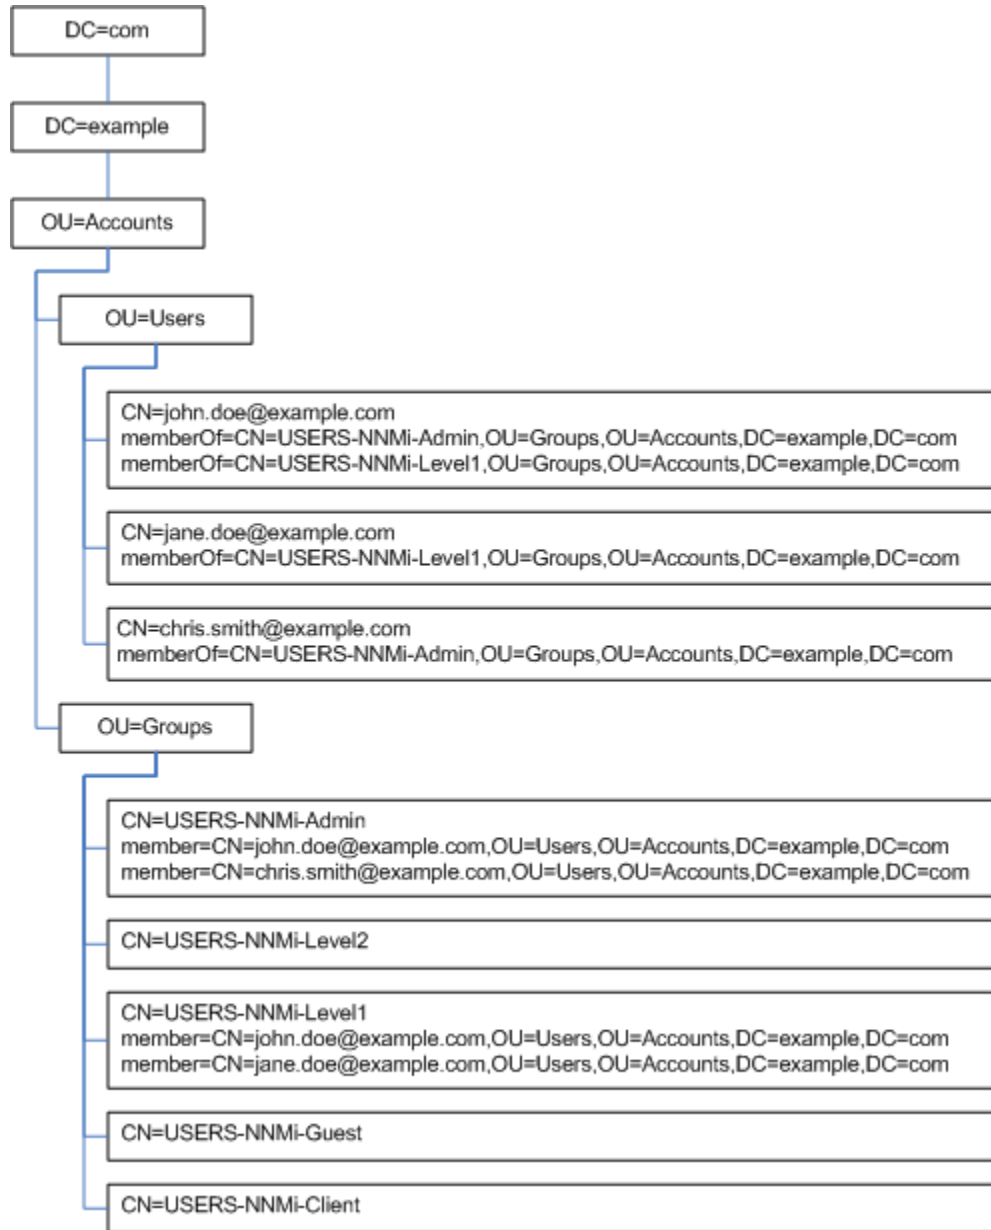 DC=com
DC=example
OU=Accounts
OU=Users
CN=john.doe@example.com
memberOf=CN=USERS-NNMi-Admin,OU=Groups,OU=Accounts,DC=example,DC=com
memberOf=CN=USERS-NNMi-Level1,OU=Groups,OU=Accounts,DC=example,DC=com
CN=jane.doe@example.com
memberOf=CN=USERS-NNMi-Level1,OU=Groups,OU=Accounts,DC=example,DC=com
CN=chris.smith@example.com
memberOf=CN=USERS-NNMi-Admin,OU=Groups,OU=Accounts,DC=example,DC=com
OU=Groups
CN=USERS-NNMi-Admin
member=CN=john.doe@example.com,OU=Users,OU=Accounts,DC=example,DC=com
member=CN=chris.smith@example.com,OU=Users,OU=Accounts,DC=example,DC=com
CN=USERS-NNMi-Level2
CN=USERS-NNMi-Level1
member=CN=john.doe@example.com,OU=Users,OU=Accounts,DC=example,DC=com
member=CN=jane.doe@example.com,OU=Users,OU=Accounts,DC=example,DC=com
CN=USERS-NNMi-Guest
CN=USERS-NNMi-Client